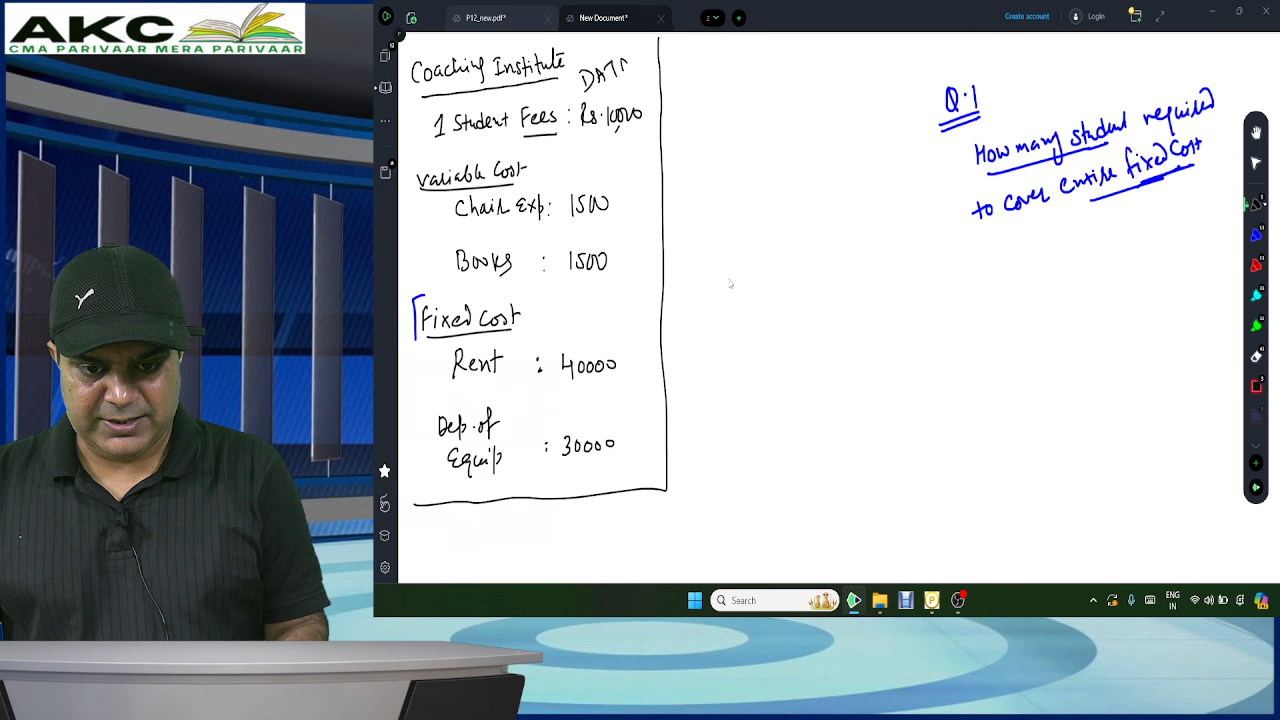 AKC
CMA PARIVAAR MERA PARIVAAR
P12_new.pdf*
New Document*
Create account
Login
Coaching Institute
1 Student Fees : Rs.10,000
Variable Cost
Chair Exp: 1500
Books : 1500
Fixed Cost
Rent : 40000
Dep. of
Equip : 30000
Q.1
How many student required
to cover entire fixed Cost
Search
ENG
IN